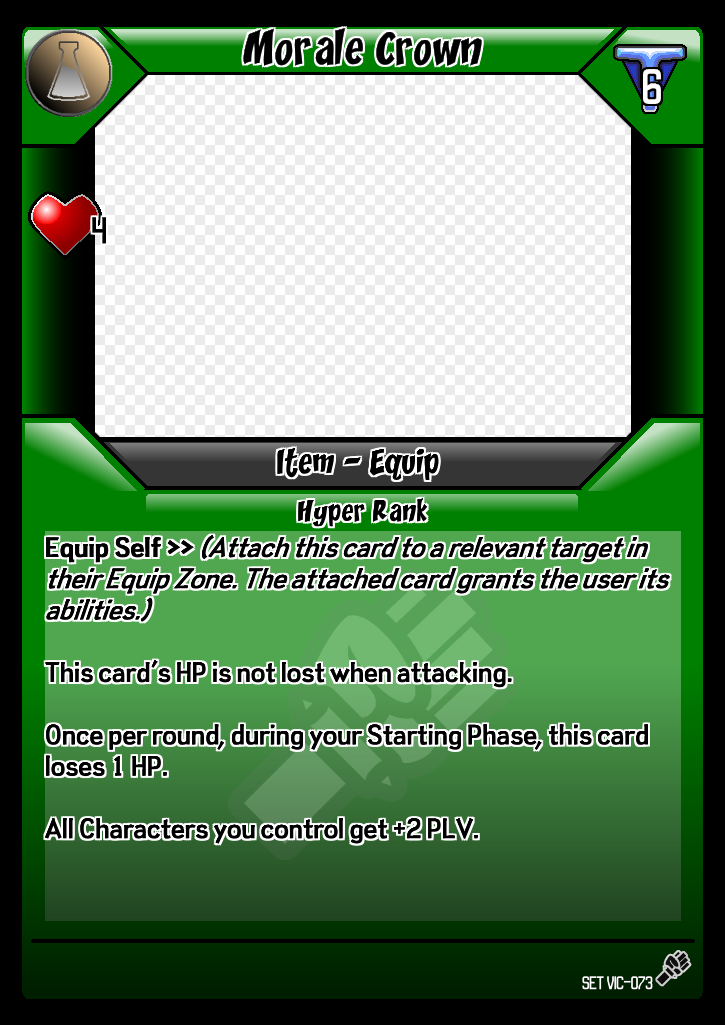 Morale Crown
6
4
Item - Equip
Hyper Rank
Equip Self >> (Attach this card to a relevant target in
their Equip Zone. The attached card grants the user its
abilities.)
This card's HP is not lost when attacking.
Once per round, during your Starting Phase, this card
loses 1 HP.
All Characters you control get +2 PLV.
SET VIC-073